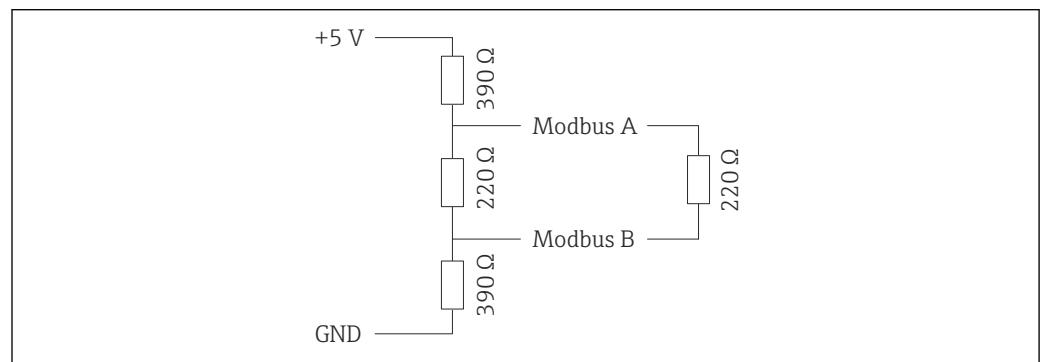 +5 V
390 Ω
Modbus A
220 Ω
220 Ω
Modbus B
390 Ω
GND